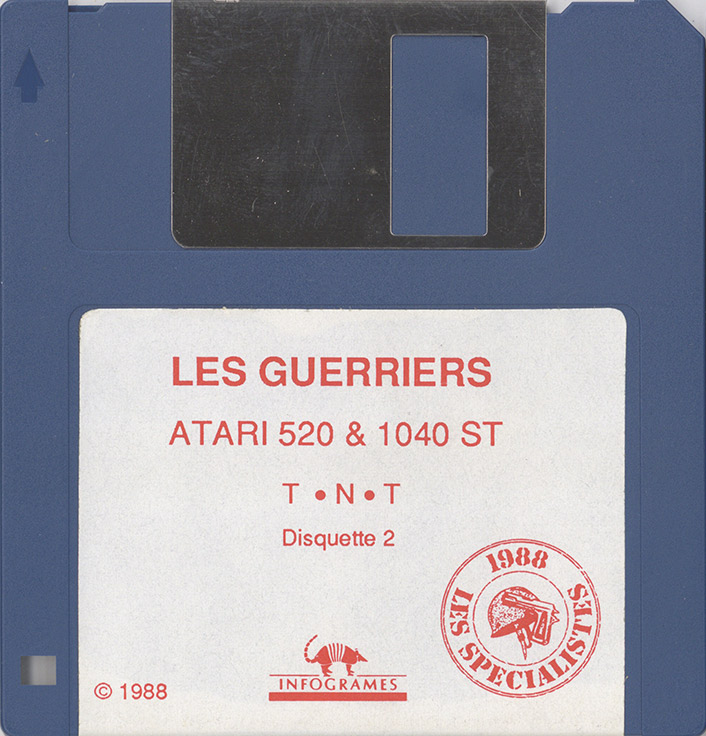 LES GUERRIERS
ATARI 520 & 1040 ST
T • N • T
Disquette 2
1988
LES SPECIALISTES
INFOGRAMES
© 1988